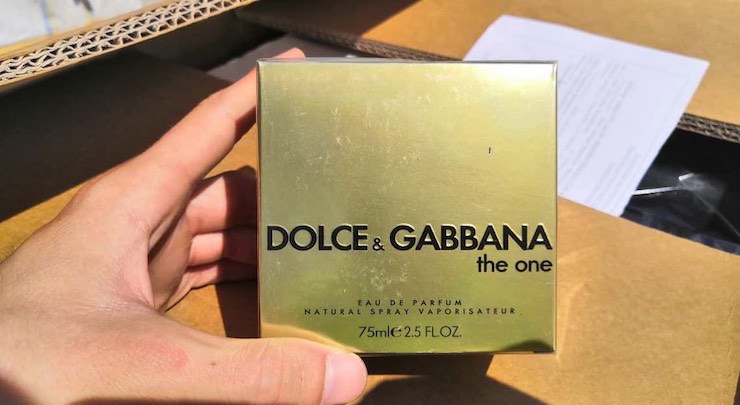 DOLCE & GABBANA
the one
EAU DE PARFUM
NATURAL SPRAY VAPORISATEUR
75ml℮2.5 FL.OZ.